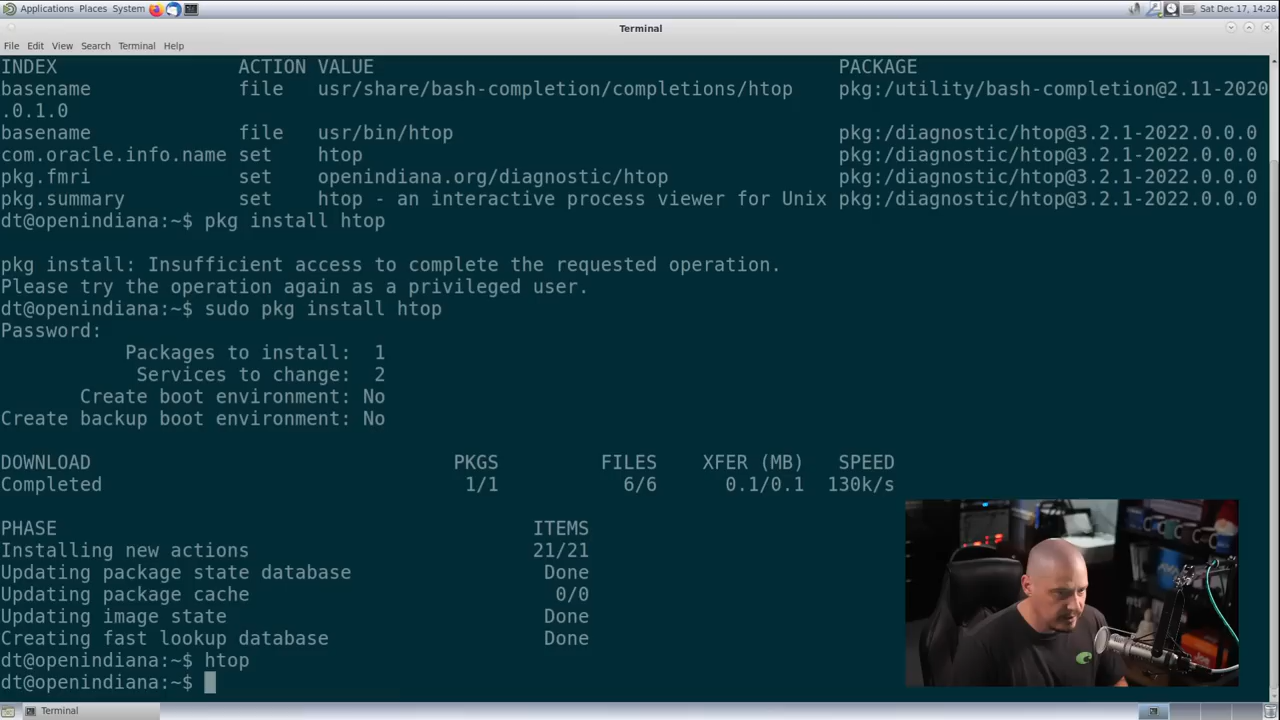 Applications Places System Sat Dec 17, 14:28
Terminal
File Edit View Search Terminal Help
INDEX ACTION VALUE PACKAGE
basename file usr/share/bash-completion/completions/htop pkg:/utility/bash-completion@2.11-2020
.0.1.0
basename file usr/bin/htop pkg:/diagnostic/htop@3.2.1-2022.0.0.0
com.oracle.info.name set htop pkg:/diagnostic/htop@3.2.1-2022.0.0.0
pkg.fmri set openindiana.org/diagnostic/htop pkg:/diagnostic/htop@3.2.1-2022.0.0.0
pkg.summary set htop - an interactive process viewer for Unix pkg:/diagnostic/htop@3.2.1-2022.0.0.0
dt@openindiana:~$ pkg install htop
pkg install: Insufficient access to complete the requested operation.
Please try the operation again as a privileged user.
dt@openindiana:~$ sudo pkg install htop
Password:
Packages to install: 1
Services to change: 2
Create boot environment: No
Create backup boot environment: No
DOWNLOAD PKGS FILES XFER (MB) SPEED
Completed 1/1 6/6 0.1/0.1 130k/s
PHASE ITEMS
Installing new actions 21/21
Updating package state database Done
Updating package cache 0/0
Updating image state Done
Creating fast lookup database Done
dt@openindiana:~$ htop
dt@openindiana:~$
Terminal